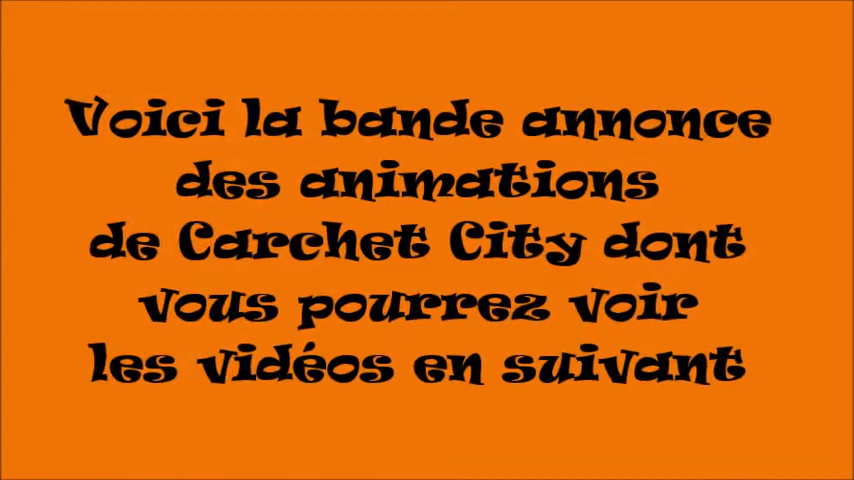 Voici la bande annonce
des animations
de Carchet City dont
vous pourrez voir
les vidéos en suivant